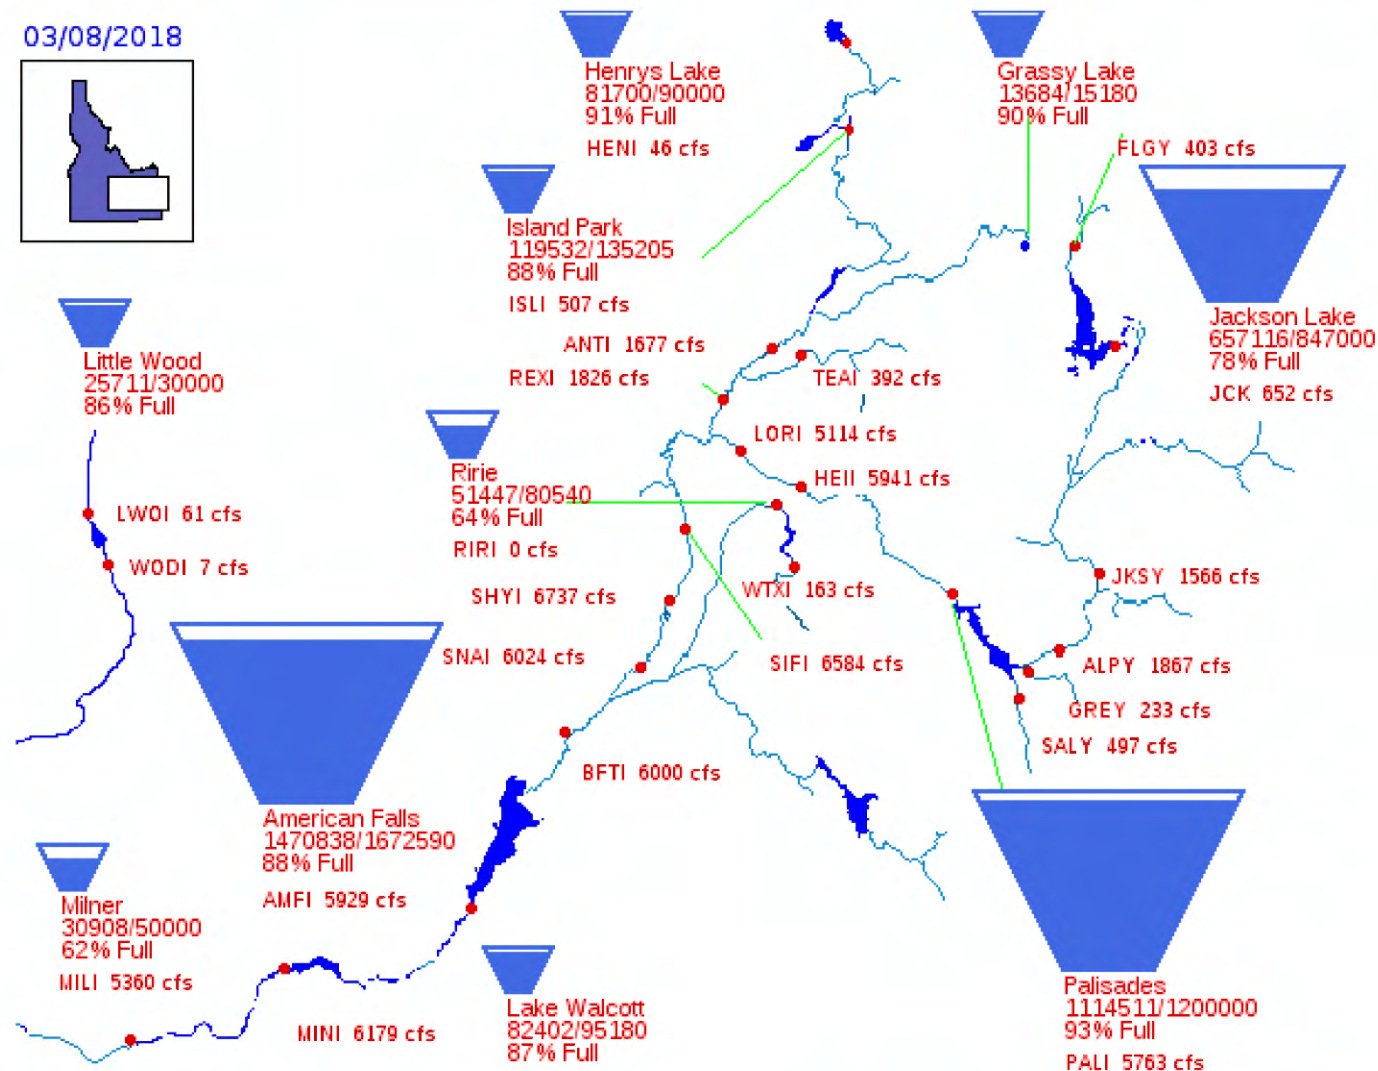 03/08/2018
Henrys Lake
81700/90000
91% Full
HENI 46 cfs
Grassy Lake
13684/15180
90% Full
FLGY 403 cfs
Island Park
119532/135205
88% Full
ISLI 507 cfs
Jackson Lake
657116/847000
78% Full
JCK 652 cfs
Little Wood
25711/30000
86% Full
ANTI 1677 cfs
REXI 1826 cfs
TEAI 392 cfs
LORI 5114 cfs
HEII 5941 cfs
Ririe
51447/80540
64% Full
RIRI 0 cfs
LWOI 61 cfs
WODI 7 cfs
SHYI 6737 cfs
WTXI 163 cfs
JKSY 1566 cfs
SNAI 6024 cfs
SIFI 6584 cfs
ALPY 1867 cfs
GREY 233 cfs
SALY 497 cfs
BFTI 6000 cfs
American Falls
1470838/1672590
88% Full
AMFI 5929 cfs
Milner
30908/50000
62% Full
MILI 5360 cfs
MINI 6179 cfs
Lake Walcott
82402/95180
87% Full
Palisades
1114511/1200000
93% Full
PALI 5763 cfs